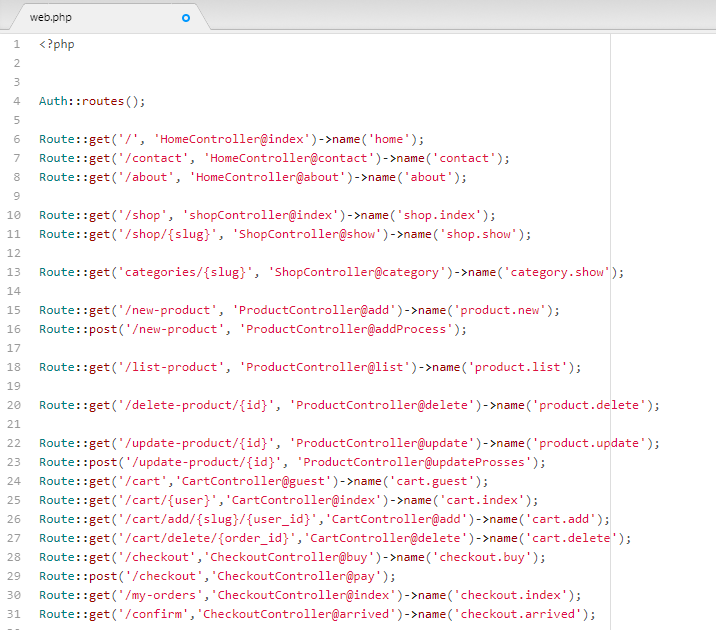 web.php
1 <?php
2
3
4 Auth::routes();
5
6 Route::get('/', 'HomeController@index')->name('home');
7 Route::get('/contact', 'HomeController@contact')->name('contact');
8 Route::get('/about', 'HomeController@about')->name('about');
9
10 Route::get('/shop', 'shopController@index')->name('shop.index');
11 Route::get('/shop/{slug}', 'ShopController@show')->name('shop.show');
12
13 Route::get('categories/{slug}', 'ShopController@category')->name('category.show');
14
15 Route::get('/new-product', 'ProductController@add')->name('product.new');
16 Route::post('/new-product', 'ProductController@addProcess');
17
18 Route::get('/list-product', 'ProductController@list')->name('product.list');
19
20 Route::get('/delete-product/{id}', 'ProductController@delete')->name('product.delete');
21
22 Route::get('/update-product/{id}', 'ProductController@update')->name('product.update');
23 Route::post('/update-product/{id}', 'ProductController@updateProsses');
24 Route::get('/cart','CartController@guest')->name('cart.guest');
25 Route::get('/cart/{user}','CartController@index')->name('cart.index');
26 Route::get('/cart/add/{slug}/{user_id}','CartController@add')->name('cart.add');
27 Route::get('/cart/delete/{order_id}','CartController@delete')->name('cart.delete');
28 Route::get('/checkout','CheckoutController@buy')->name('checkout.buy');
29 Route::post('/checkout','CheckoutController@pay');
30 Route::get('/my-orders','CheckoutController@index')->name('checkout.index');
31 Route::get('/confirm','CheckoutController@arrived')->name('checkout.arrived');